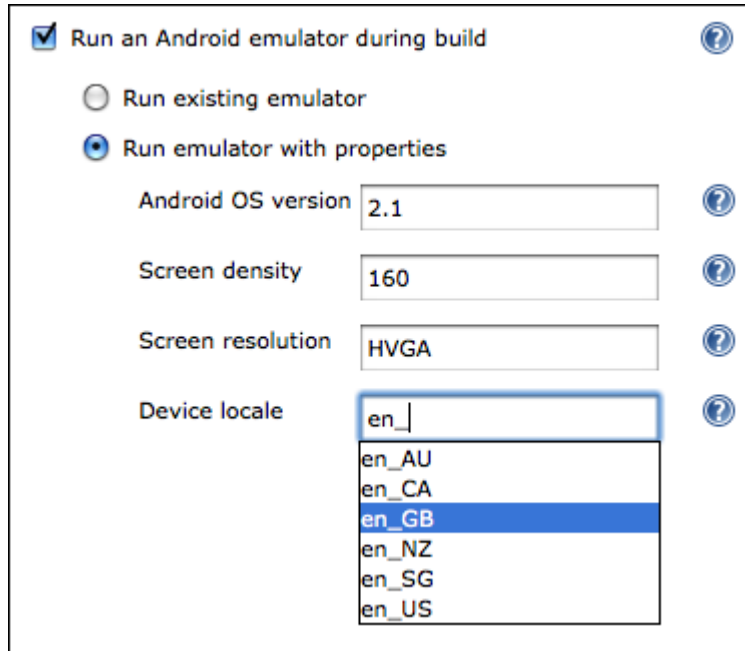 Run an Android emulator during build ?
Run existing emulator
Run emulator with properties
Android OS version 2.1 ?
Screen density 160 ?
Screen resolution HVGA ?
Device locale en_ ?
en_AU
en_CA
en_GB
en_NZ
en_SG
en_US